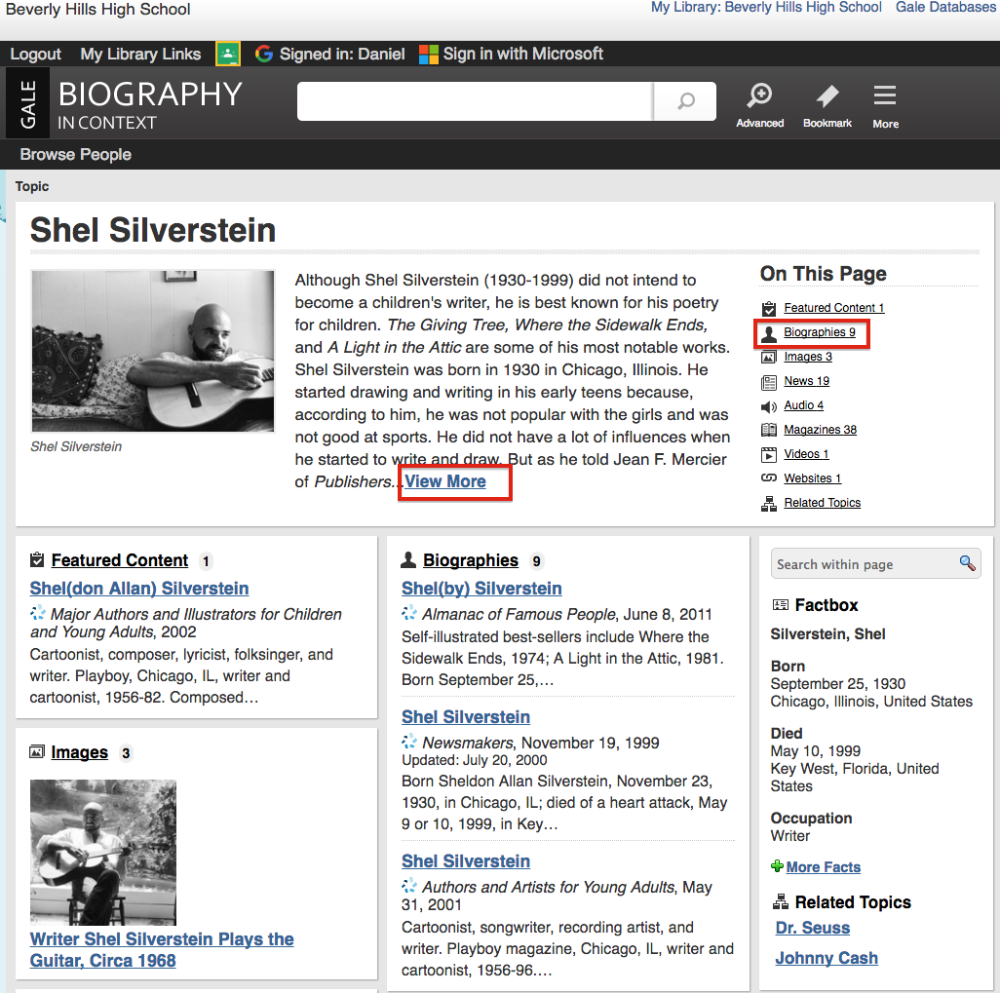 Beverly Hills High School
My Library: Beverly Hills High School Gale Databases
Logout My Library Links Signed in: Daniel Sign in with Microsoft
GALE
BIOGRAPHY
IN CONTEXT
Advanced Bookmark More
Browse People
Topic
Shel Silverstein
Although Shel Silverstein (1930-1999) did not intend to
become a children's writer, he is best known for his poetry
for children. The Giving Tree, Where the Sidewalk Ends,
and A Light in the Attic are some of his most notable works.
Shel Silverstein was born in 1930 in Chicago, Illinois. He
started drawing and writing in his early teens because,
according to him, he was not popular with the girls and was
not good at sports. He did not have a lot of influences when
he started to write and draw. But as he told Jean F. Mercier
of Publishers...View More
Shel Silverstein
On This Page
Featured Content 1
Biographies 9
Images 3
News 19
Audio 4
Magazines 38
Videos 1
Websites 1
Related Topics
Featured Content 1
Shel(don Allan) Silverstein
Major Authors and Illustrators for Children
and Young Adults, 2002
Cartoonist, composer, lyricist, folksinger, and
writer. Playboy, Chicago, IL, writer and
cartoonist, 1956-82. Composed…
Images 3
Writer Shel Silverstein Plays the
Guitar, Circa 1968
Biographies 9
Shel(by) Silverstein
Almanac of Famous People, June 8, 2011
Self-illustrated best-sellers include Where the
Sidewalk Ends, 1974; A Light in the Attic, 1981.
Born September 25,…
Shel Silverstein
Newsmakers, November 19, 1999
Updated: July 20, 2000
Born Sheldon Allan Silverstein, November 23,
1930, in Chicago, IL; died of a heart attack, May
9 or 10, 1999, in Key…
Shel Silverstein
Authors and Artists for Young Adults, May
31, 2001
Cartoonist, songwriter, recording artist, and
writer. Playboy magazine, Chicago, IL, writer and
cartoonist, 1956-96.…
Search within page
Factbox
Silverstein, Shel
Born
September 25, 1930
Chicago, Illinois, United States
Died
May 10, 1999
Key West, Florida, United
States
Occupation
Writer
More Facts
Related Topics
Dr. Seuss
Johnny Cash